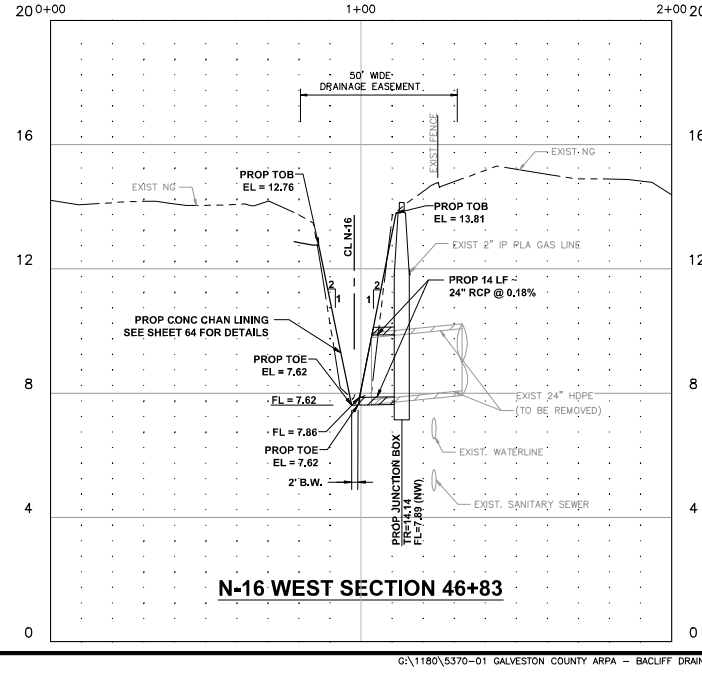 20 0+00 1+00 2+00 20
50' WIDE
DRAINAGE EASEMENT
16 16
EXIST FENCE
EXIST NG
PROP TOB
EL = 12.76
EXIST NG
CL N-16
PROP TOB
EL = 13.81
EXIST 2" IP PLA GAS LINE
12 12
2
1
2
1
PROP 14 LF ~
24" RCP @ 0.18%
PROP CONC CHAN LINING
SEE SHEET 64 FOR DETAILS
PROP TOE
EL = 7.62
8 8
FL = 7.62
EXIST 24" HDPE
(TO BE REMOVED)
FL = 7.86
PROP TOE
EL = 7.62
EXIST. WATERLINE
2' B.W.
EXIST. SANITARY SEWER
PROP JUNCTION BOX
TR=14.14
FL=7.89 (NW)
4 4
N-16 WEST SECTION 46+83
0 0
G:\1180\5370-01 GALVESTON COUNTY ARPA - BACLIFF DRAIN